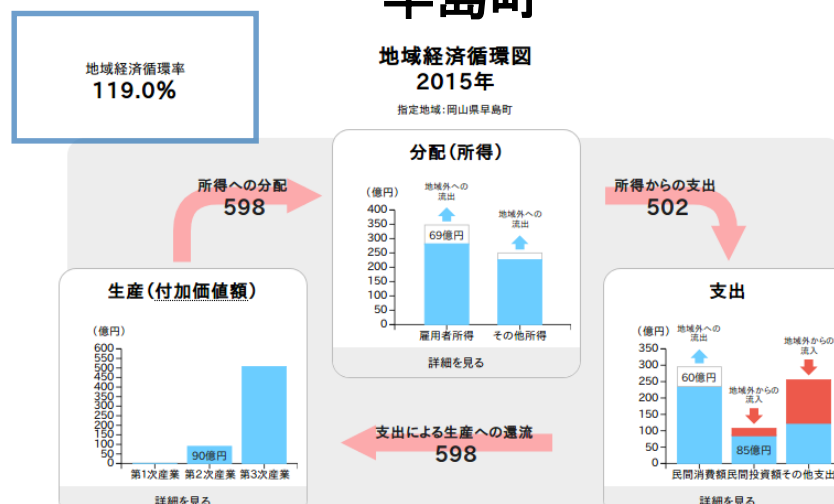 早島町
地域経済循環率
119.0%
地域経済循環図
2015年
指定地域:岡山県早島町
分配(所得)
(億円)
地域外への
流出
地域外への
流出
400
350
300
250
200
150
100
50
0
69億円
雇用者所得 その他所得
詳細を見る
所得への分配
598
所得からの支出
502
生産(付加価値額)
(億円)
600
550
500
450
400
350
300
250
200
150
100
50
0
90億円
第1次産業 第2次産業 第3次産業
詳細を見る
支出による生産への還流
598
支出
(億円)
地域外への
流出
地域外からの
流入
地域外からの
流入
350
300
250
200
150
100
50
0
60億円
85億円
民間消費額民間投資額その他支出
詳細を見る